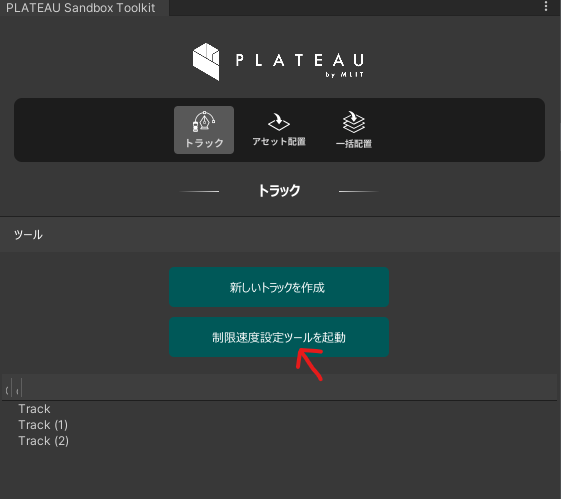 PLATEAU Sandbox Toolkit
PLATEAU
by MLIT
トラック
アセット配置
一括配置
トラック
ツール
新しいトラックを作成
制限速度設定ツールを起動
Track
Track (1)
Track (2)